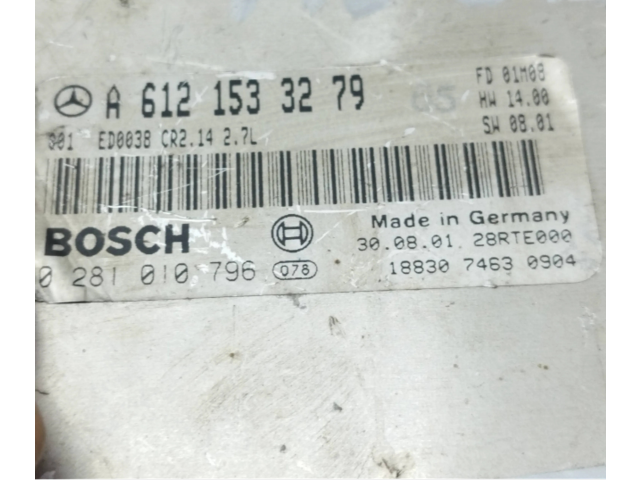 A 612 153 32 79
FD 01M08
HW 14.00
SW 08.01
ED0038 CR2.14 2.7L
BOSCH
Made in Germany
30.08.01 28RTE000
0 281 010 796 078
18830 7463 0904